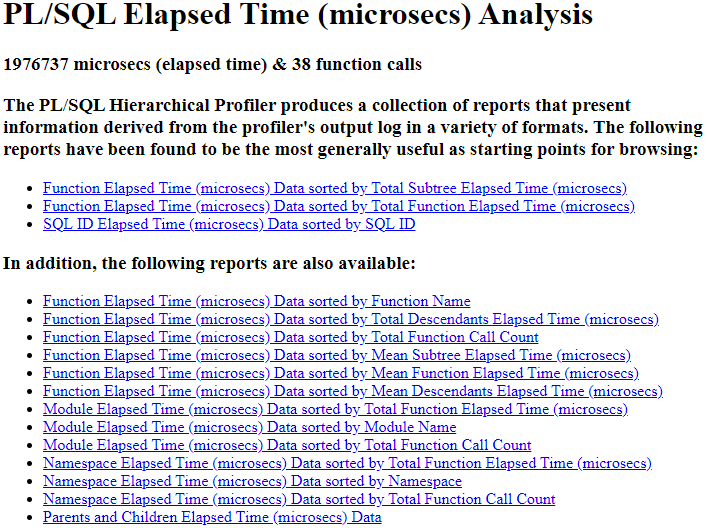 PL/SQL Elapsed Time (microsecs) Analysis
1976737 microsecs (elapsed time) & 38 function calls
The PL/SQL Hierarchical Profiler produces a collection of reports that present
information derived from the profiler's output log in a variety of formats. The following
reports have been found to be the most generally useful as starting points for browsing:
Function Elapsed Time (microsecs) Data sorted by Total Subtree Elapsed Time (microsecs)
Function Elapsed Time (microsecs) Data sorted by Total Function Elapsed Time (microsecs)
SQL ID Elapsed Time (microsecs) Data sorted by SQL ID
In addition, the following reports are also available:
Function Elapsed Time (microsecs) Data sorted by Function Name
Function Elapsed Time (microsecs) Data sorted by Total Descendants Elapsed Time (microsecs)
Function Elapsed Time (microsecs) Data sorted by Total Function Call Count
Function Elapsed Time (microsecs) Data sorted by Mean Subtree Elapsed Time (microsecs)
Function Elapsed Time (microsecs) Data sorted by Mean Function Elapsed Time (microsecs)
Function Elapsed Time (microsecs) Data sorted by Mean Descendants Elapsed Time (microsecs)
Module Elapsed Time (microsecs) Data sorted by Total Function Elapsed Time (microsecs)
Module Elapsed Time (microsecs) Data sorted by Module Name
Module Elapsed Time (microsecs) Data sorted by Total Function Call Count
Namespace Elapsed Time (microsecs) Data sorted by Total Function Elapsed Time (microsecs)
Namespace Elapsed Time (microsecs) Data sorted by Namespace
Namespace Elapsed Time (microsecs) Data sorted by Total Function Call Count
Parents and Children Elapsed Time (microsecs) Data